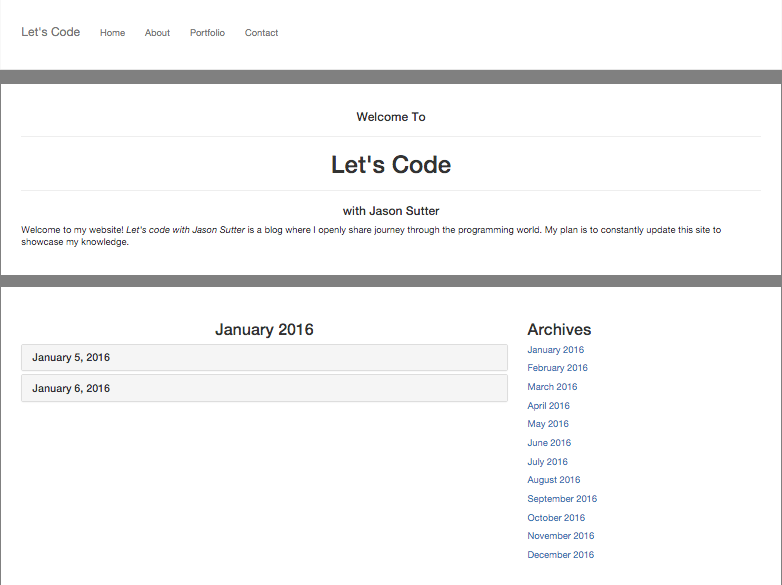 Let's Code Home About Portfolio Contact
Welcome To
Let's Code
with Jason Sutter
Welcome to my website! Let's code with Jason Sutter is a blog where I openly share journey through the programming world. My plan is to constantly update this site to
showcase my knowledge.
January 2016
January 5, 2016
January 6, 2016
Archives
January 2016
February 2016
March 2016
April 2016
May 2016
June 2016
July 2016
August 2016
September 2016
October 2016
November 2016
December 2016